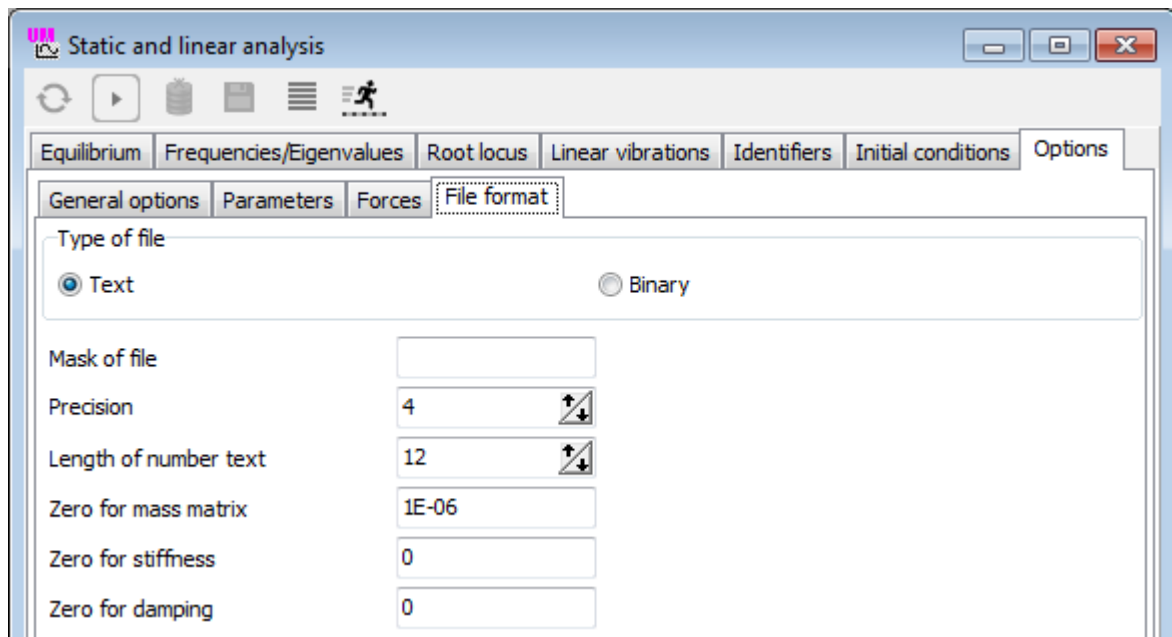 UM Static and linear analysis
Equilibrium Frequencies/Eigenvalues Root locus Linear vibrations Identifiers Initial conditions Options
General options Parameters Forces File format
Type of file
Text Binary
Mask of file
Precision 4
Length of number text 12
Zero for mass matrix 1E-06
Zero for stiffness 0
Zero for damping 0